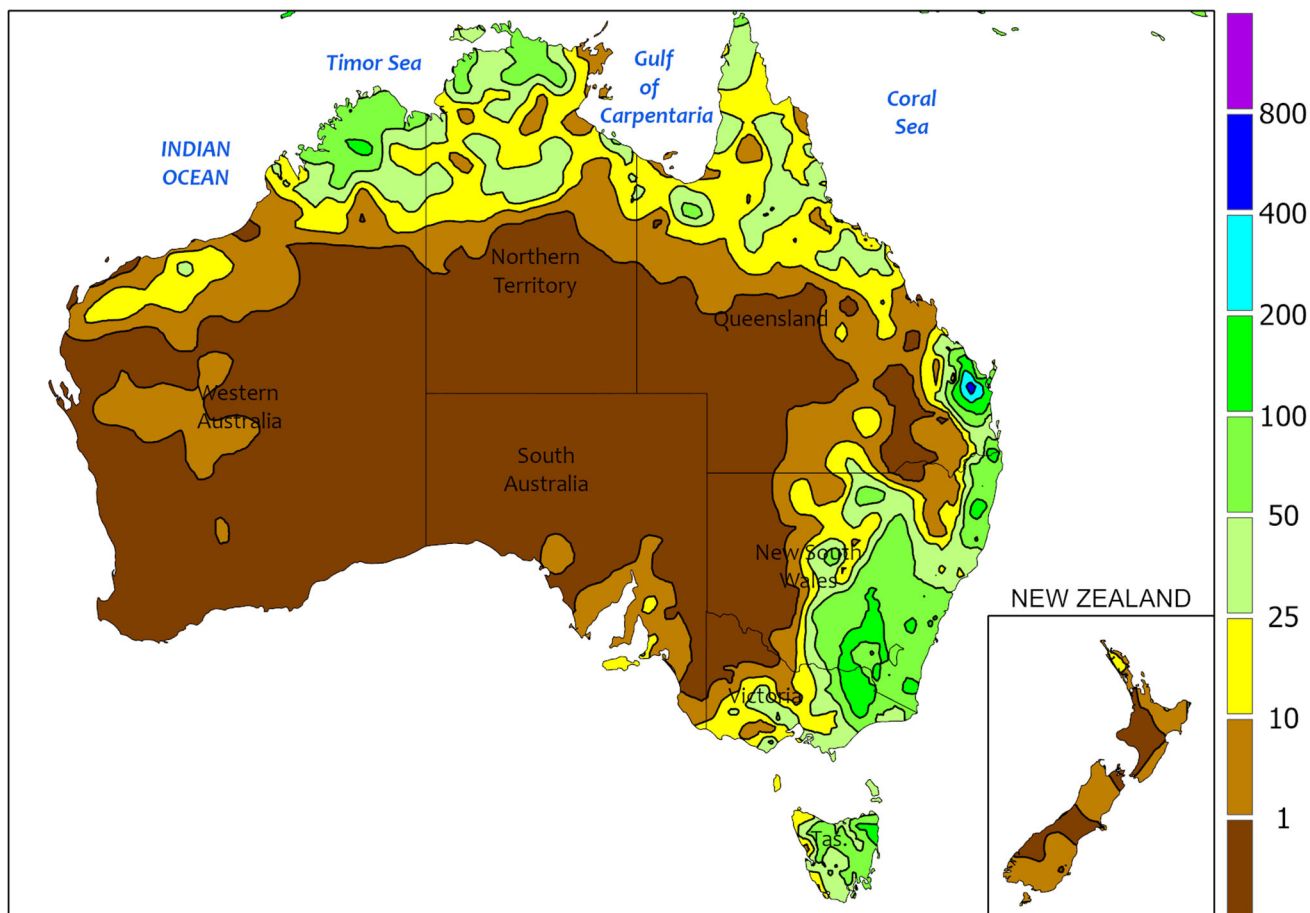 Timor Sea
Gulf
of
Carpentaria
Coral
Sea
INDIAN
OCEAN
Northern
Territory
Queensland
Western
Australia
South
Australia
New South
Wales
Victoria
Tas.
NEW ZEALAND
800
400
200
100
50
25
10
1